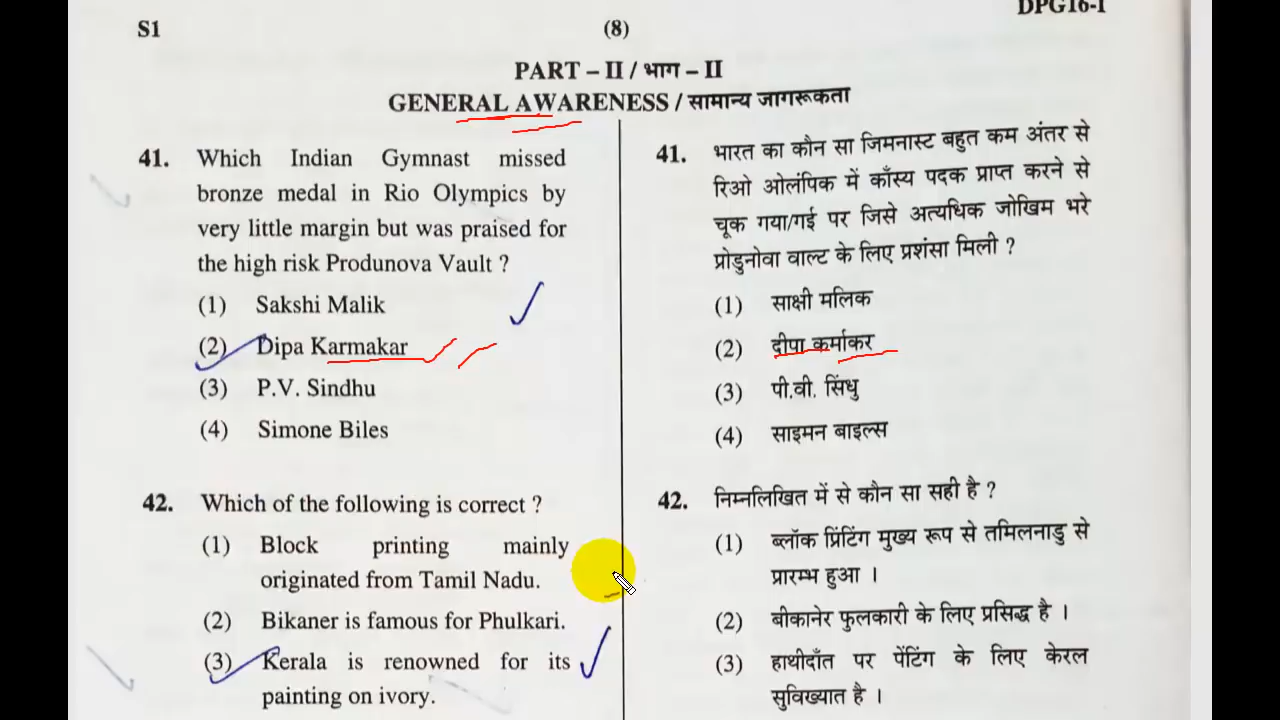 DPG16-1
S1
(8)
PART – II / भाग – II
GENERAL AWARENESS / सामान्य जागरूकता
41. Which Indian Gymnast missed
bronze medal in Rio Olympics by
very little margin but was praised for
the high risk Produnova Vault ?
(1) Sakshi Malik
(2) Dipa Karmakar
(3) P.V. Sindhu
(4) Simone Biles
42. Which of the following is correct ?
(1) Block printing mainly
originated from Tamil Nadu.
(2) Bikaner is famous for Phulkari.
(3) Kerala is renowned for its
painting on ivory.
41. भारत का कौन सा जिमनास्ट बहुत कम अंतर से
रिओ ओलंपिक में काँस्य पदक प्राप्त करने से
चूक गया/गई पर जिसे अत्यधिक जोखिम भरे
प्रोडुनोवा वाल्ट के लिए प्रशंसा मिली ?
(1) साक्षी मलिक
(2) दीपा कर्माकर
(3) पी.वी. सिंधु
(4) साइमन बाइल्स
42. निम्नलिखित में से कौन सा सही है ?
(1) ब्लॉक प्रिंटिंग मुख्य रूप से तमिलनाडु से
प्रारम्भ हुआ ।
(2) बीकानेर फुलकारी के लिए प्रसिद्ध है ।
(3) हाथीदाँत पर पेंटिंग के लिए केरल
सुविख्यात है ।